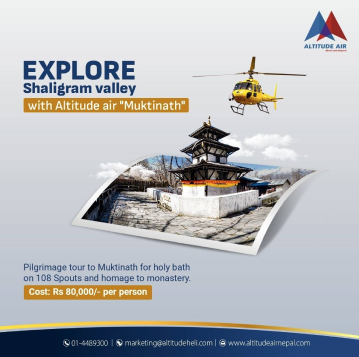 ALTITUDE AIR
EXPLORE
Shaligram valley
with Altitude air "Muktinath"
Pilgrimage tour to Muktinath for holy bath
on 108 Spouts and homage to monastery.
Cost: Rs 80,000/- per person
01-4489300 | marketing@altitudeheli.com | www.altitudeairnepal.com